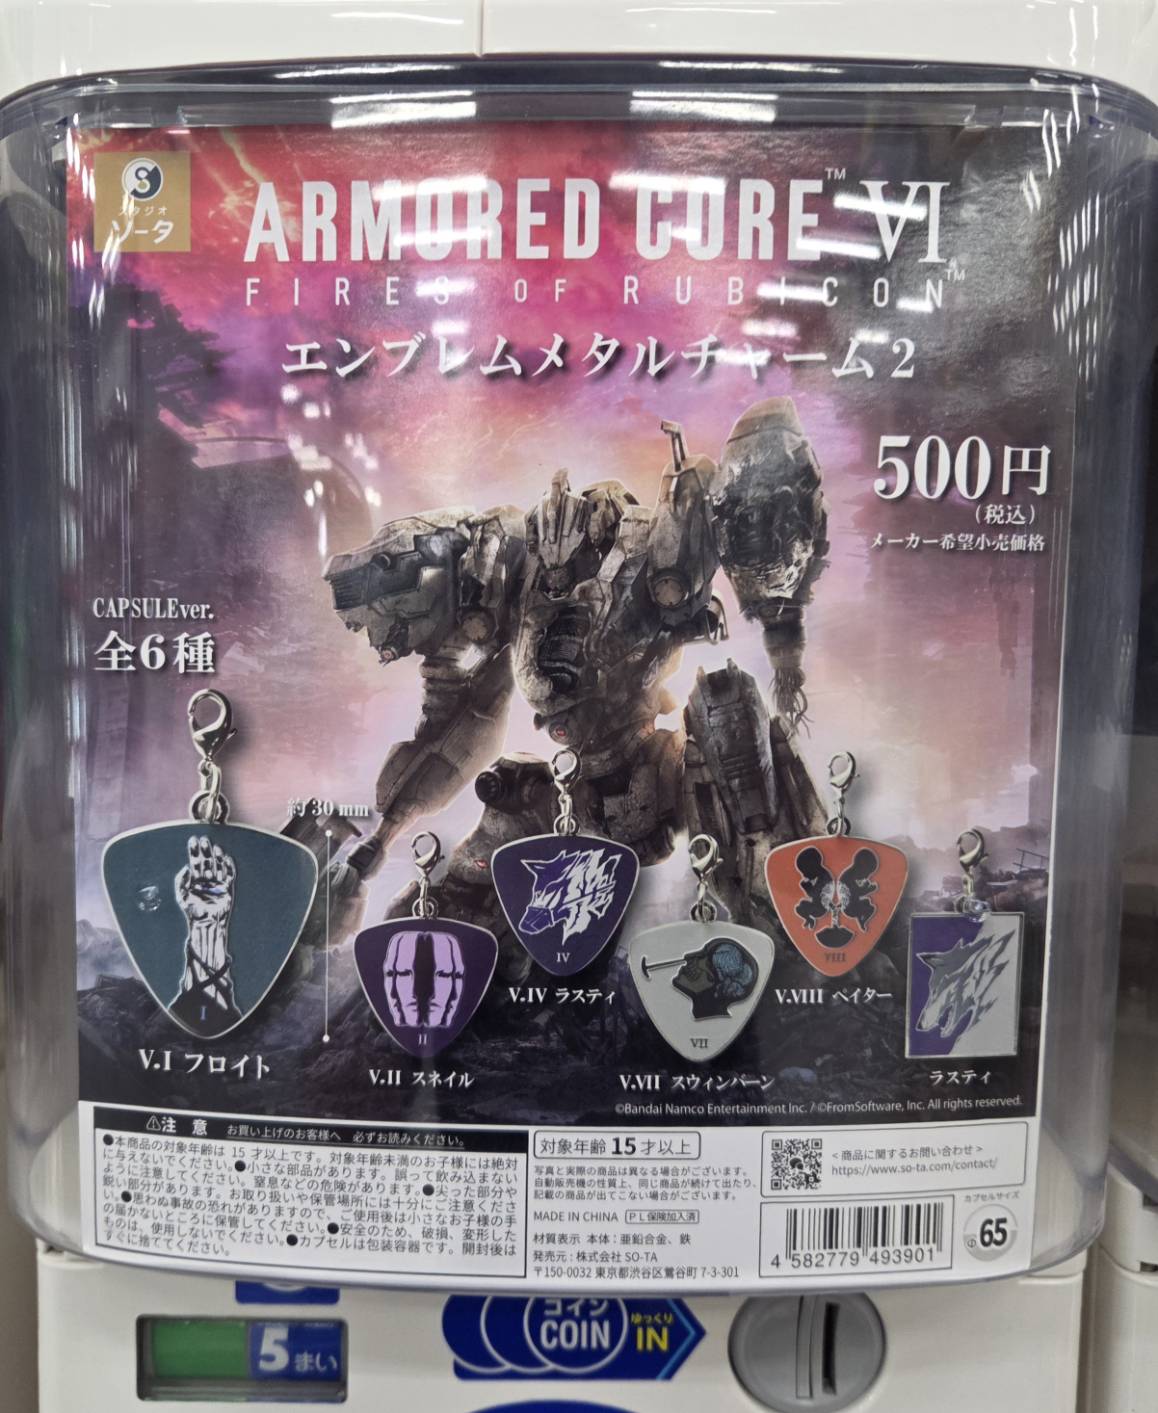 スタジオ
ソータ
ARMORED CORE™ VI
FIRES OF RUBICON™
エンブレムメタルチャーム2
500円
(税込)
メーカー希望小売価格
CAPSULEver.
全6種
約30mm
I
II
IV
VII
VIII
V.I フロイト
V.II スネイル
V.IV ラスティ
V.VII スウィンバーン
V.VIII ペイター
ラスティ
©Bandai Namco Entertainment Inc. / ©FromSoftware, Inc. All rights reserved.
⚠注意 お買い上げのお客様へ 必ずお読みください。
●本商品の対象年齢は 15 才以上です。対象年齢未満のお子様には絶対
に与えないでください。●小さな部品があります。誤って飲み込まない
ように注意してください。窒息などの危険があります。●尖った部分や
鋭い部分があります。お取り扱いや保管場所には十分にご注意くださ
い。●思わぬ事故の恐れがありますので、ご使用後は小さなお子様の手
の届かないところに保管してください。●安全のため、破損、変形した
ものは、使用しないでください。●カプセルは包装容器です。開封後は
すぐに捨ててください。
対象年齢 15才以上
写真と実際の商品は異なる場合がございます。
自動販売機の性質上、同じ商品が続けて出たり、
記載の商品が出てこない場合がございます。
MADE IN CHINA PL保険加入済
材質表示 本体：亜鉛合金、鉄
発売元：株式会社 SO-TA
〒150-0032 東京都渋谷区鶯谷町 7-3-301
<商品に関するお問い合わせ>
https://www.so-ta.com/contact/
4 582779 493901
カプセルサイズ
Φ65
5まい
コイン
COIN
ゆっくり
IN